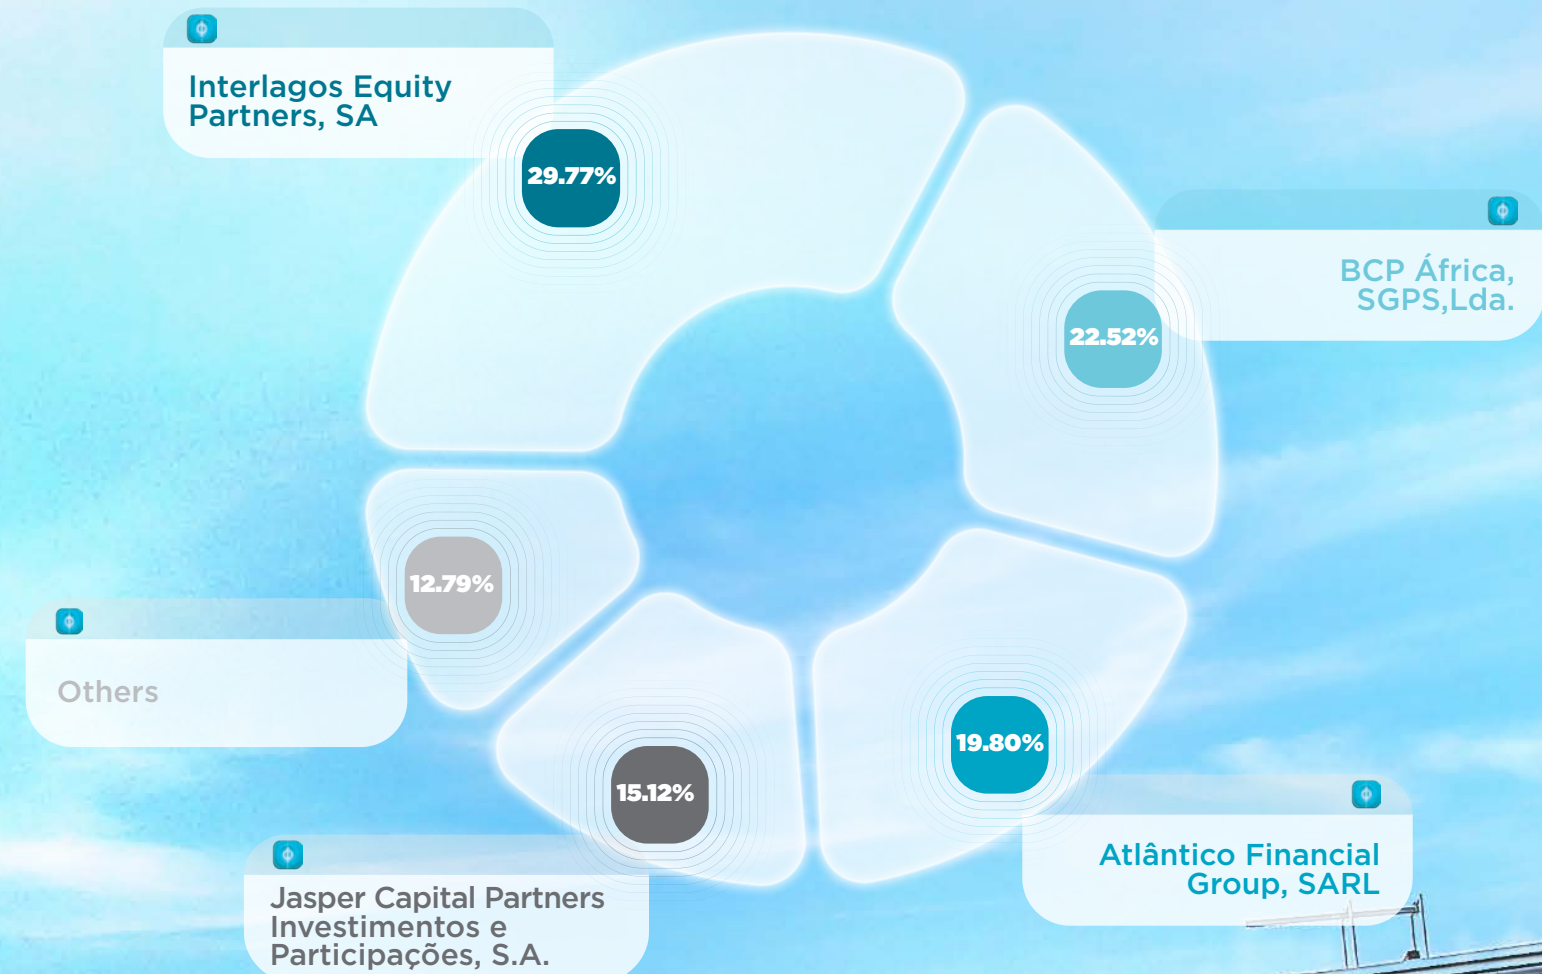 Interlagos Equity
Partners, SA
29.77%
BCP África,
SGPS,Lda.
22.52%
12.79%
Others
19.80%
Atlântico Financial
Group, SARL
15.12%
Jasper Capital Partners
Investimentos e
Participações, S.A.